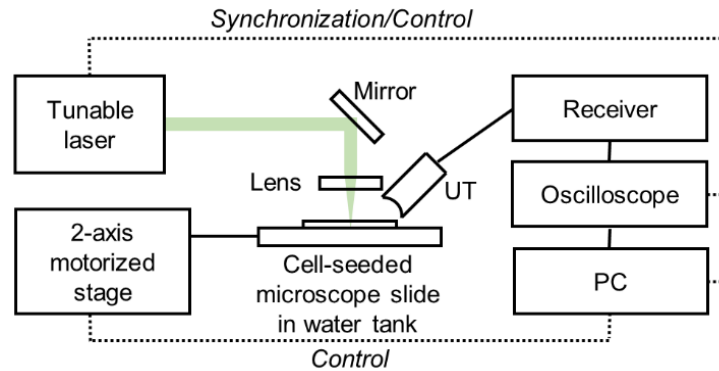 Synchronization/Control
Tunable
laser
Mirror
Receiver
Lens
UT
Oscilloscope
2-axis
motorized
stage
Cell-seeded
microscope slide
in water tank
PC
Control